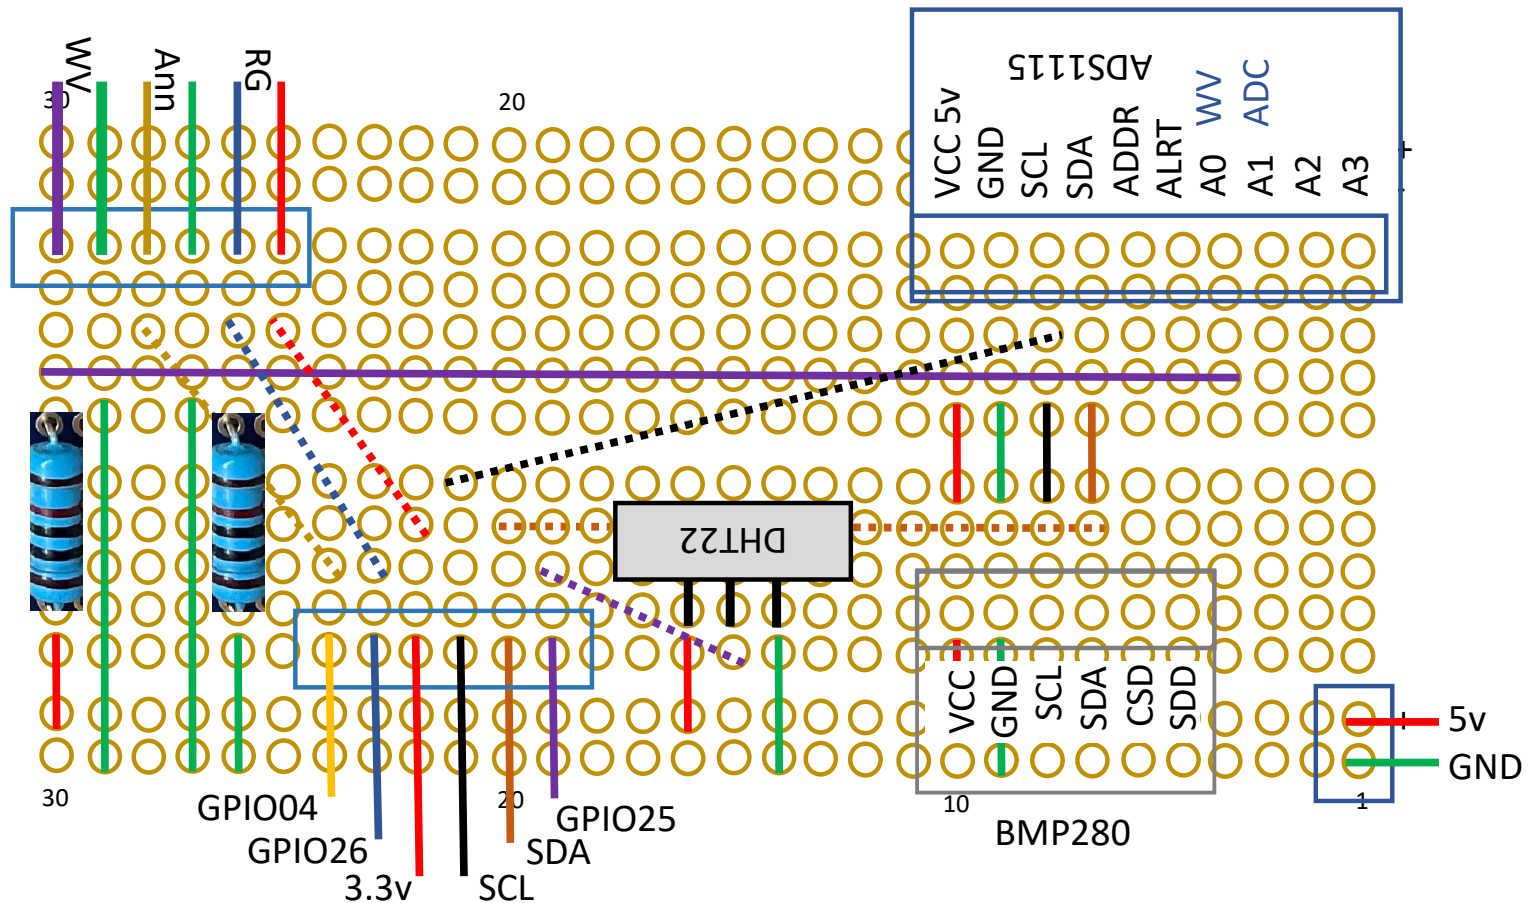 WV
Ann
RG
30
20
ADS1115
VCC 5v
GND
SCL
SDA
ADDR
ALRT
A0
A1
A2
A3
WV
ADC
+
-
DHT22
VCC
GND
SCL
SDA
CSD
SDD
+
5v
GND
30
20
10
1
GPIO04
GPIO26
3.3v
SCL
SDA
GPIO25
BMP280